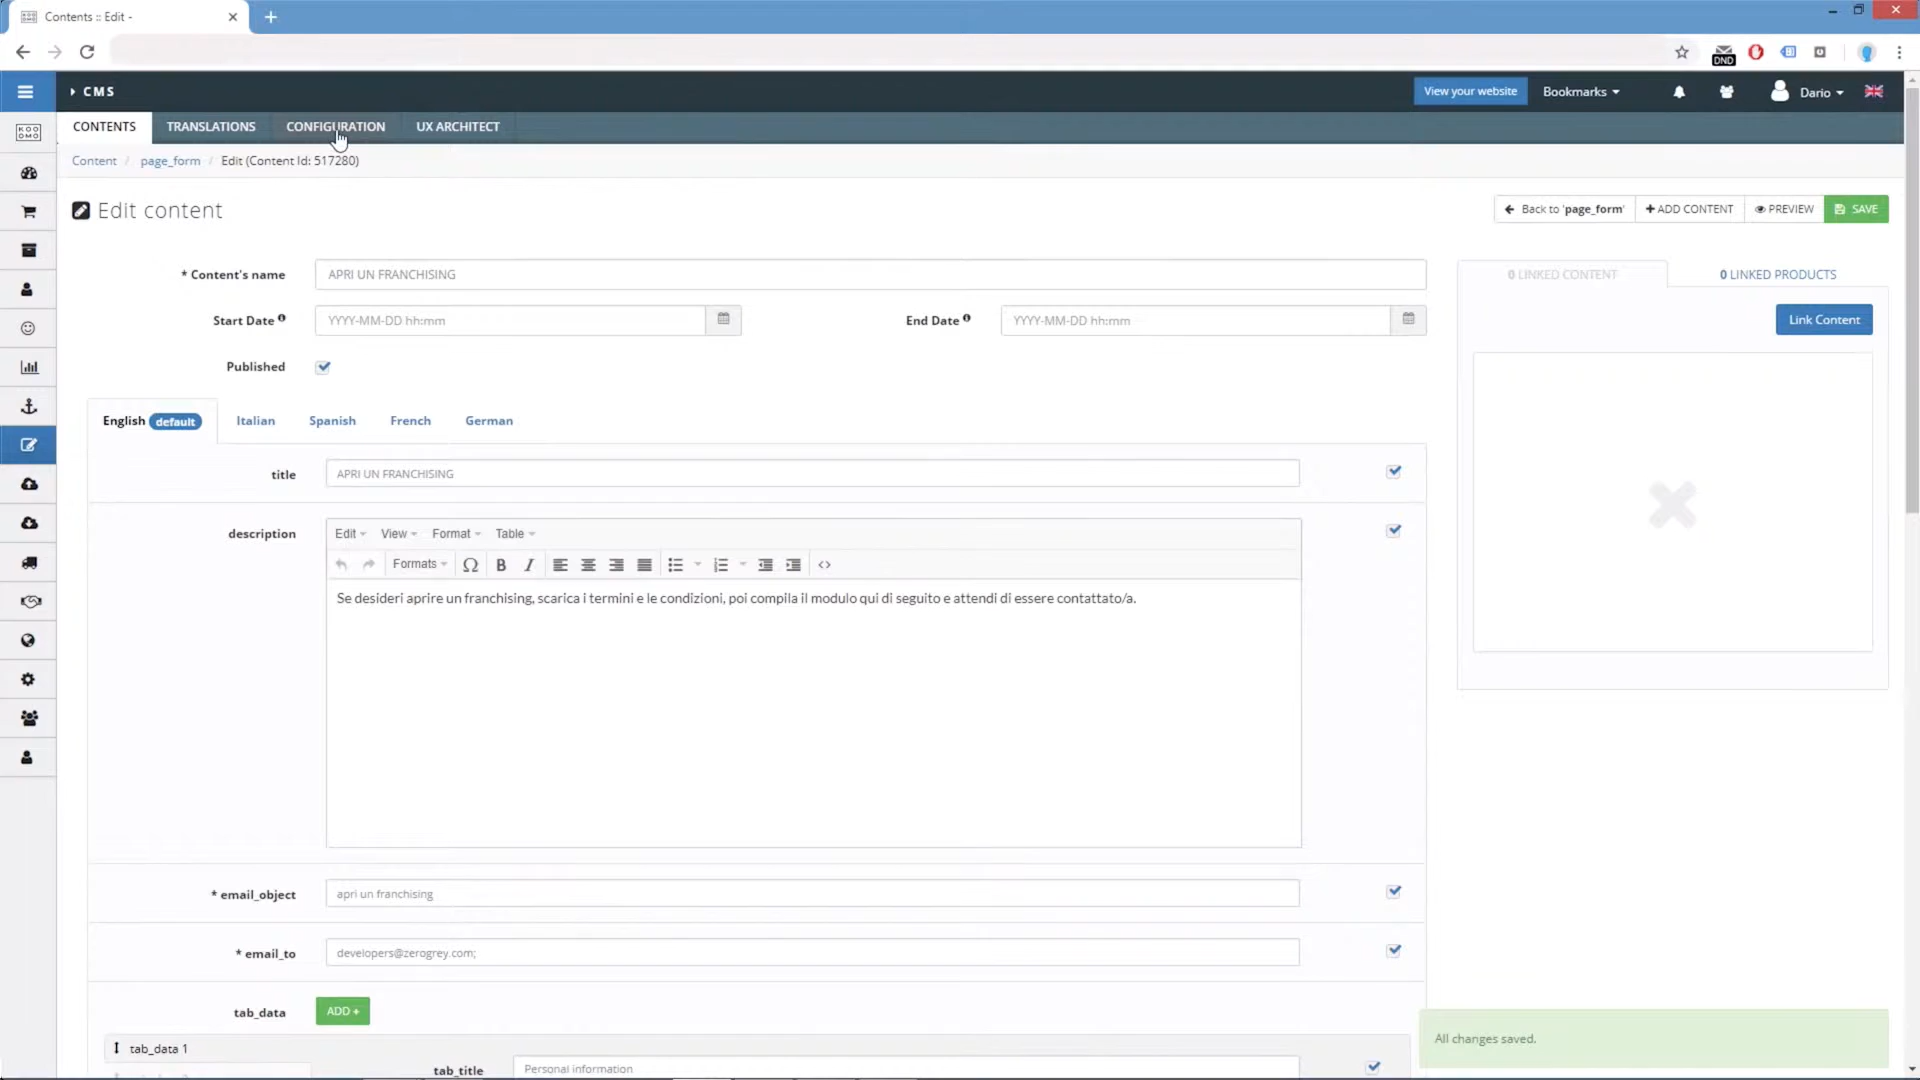 Contents :: Edit -
DND
CMS
View your website
Bookmarks
Dario
CONTENTS
TRANSLATIONS
CONFIGURATION
UX ARCHITECT
KOO
OMO
Content / page_form / Edit (Content Id: 517280)
Edit content
Back to 'page_form'
ADD CONTENT
PREVIEW
SAVE
* Content's name
APRI UN FRANCHISING
0 LINKED CONTENT
0 LINKED PRODUCTS
Start Date
YYYY-MM-DD hh:mm
End Date
YYYY-MM-DD hh:mm
Link Content
Published
English default
Italian
Spanish
French
German
title
APRI UN FRANCHISING
description
Edit
View
Format
Table
Formats
Se desideri aprire un franchising, scarica i termini e le condizioni, poi compila il modulo qui di seguito e attendi di essere contattato/a.
* email_object
apri un franchising
* email_to
developers@zerogrey.com;
tab_data
ADD +
All changes saved.
tab_data 1
tab_title
Personal information